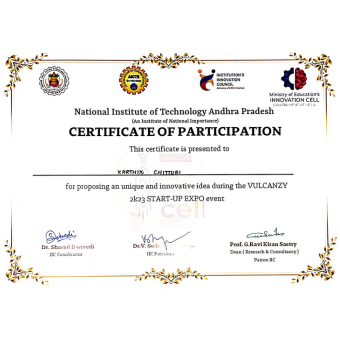 AICTE
INSTITUTION'S
INNOVATION
COUNCIL
Ministry of Education's
INNOVATION CELL
National Institute of Technology Andhra Pradesh
(An Institute of National Importance)
CERTIFICATE OF PARTICIPATION
This certificate is presented to
KARTHIK CHITTURI
for proposing an unique and innovative idea during the VULCANZY
2k23 START-UP EXPO event
cell
Dr. Sharad Dwivedi
IIC Coordinator
Dr.V.
IIC President
Prof. G.Ravi Kiran Sastry
Dean ( Research & Consultancy)
Patron IIC